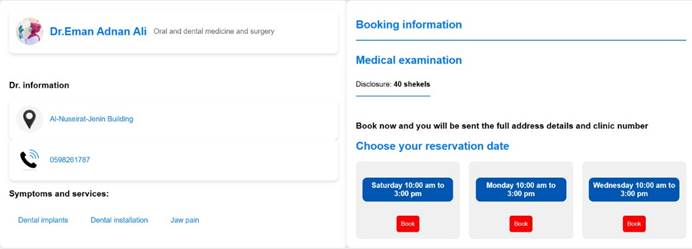 Dr.Eman Adnan Ali Oral and dental medicine and surgery
Dr. information
Al-Nuseirat-Jenin Building
0598261787
Symptoms and services:
Dental implants Dental installation Jaw pain
Booking information
Medical examination
Disclosure: 40 shekels
Book now and you will be sent the full address details and clinic number
Choose your reservation date
Saturday 10:00 am to
3:00 pm
Book
Monday 10:00 am to
3:00 pm
Book
Wednesday 10:00 am to
3:00 pm
Book